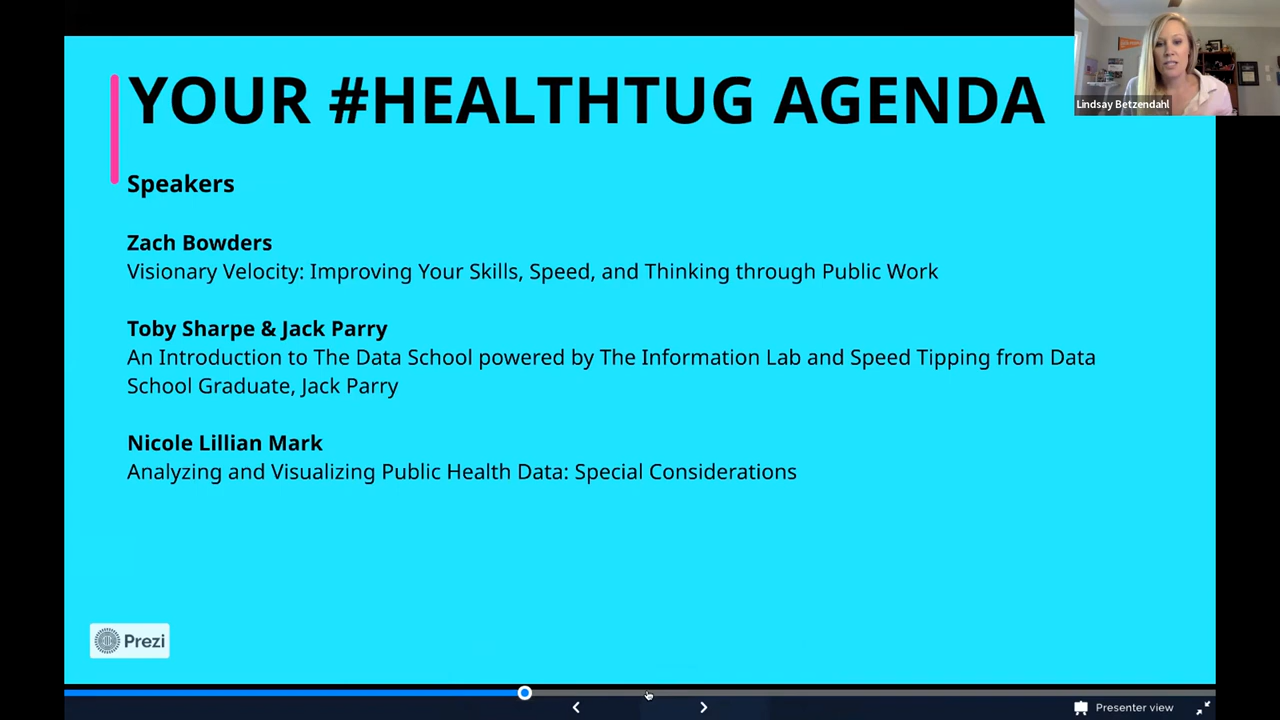 YOUR #HEALTHTUG AGENDA
Lindsay Betzendahl
Speakers
Zach Bowders
Visionary Velocity: Improving Your Skills, Speed, and Thinking through Public Work
Toby Sharpe & Jack Parry
An Introduction to The Data School powered by The Information Lab and Speed Tipping from Data
School Graduate, Jack Parry
Nicole Lillian Mark
Analyzing and Visualizing Public Health Data: Special Considerations
Prezi
Presenter view